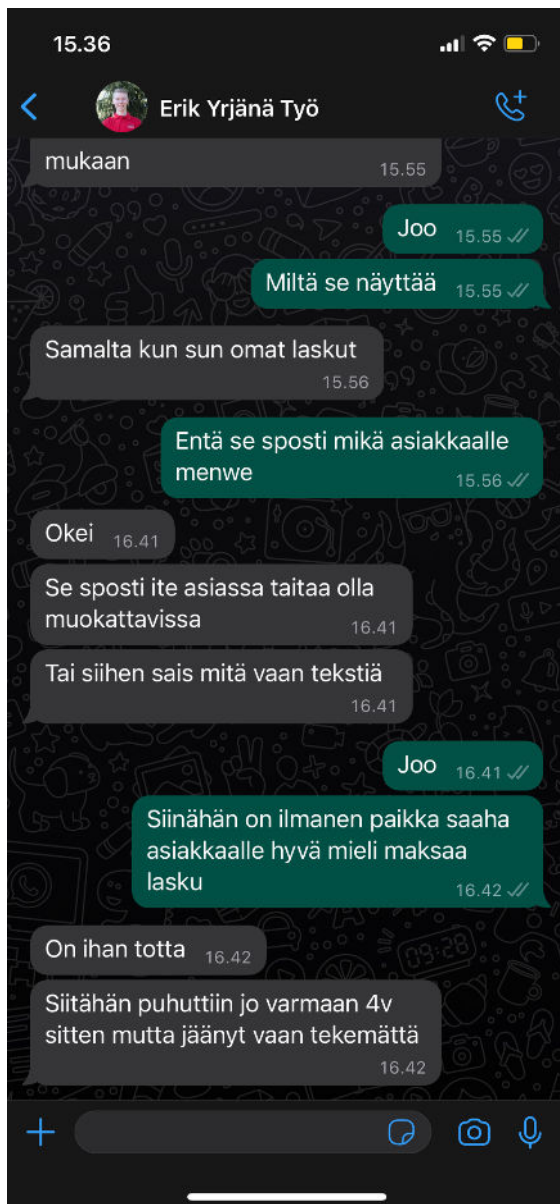 15.36
Erik Yrjänä Työ
mukaan
15.55
Joo 15.55
Miltä se näyttää 15.55
Samalta kun sun omat laskut
15.56
Entä se sposti mikä asiakkaalle
menwe 15.56
Okei 16.41
Se sposti ite asiassa taitaa olla
muokattavissa 16.41
Tai siihen sais mitä vaan tekstiä
16.41
Joo 16.41
Siinähän on ilmanen paikka saaha
asiakkaalle hyvä mieli maksaa
lasku 16.42
On ihan totta 16.42
Siitähän puhuttiin jo varmaan 4v
sitten mutta jäänyt vaan tekemättä
16.42